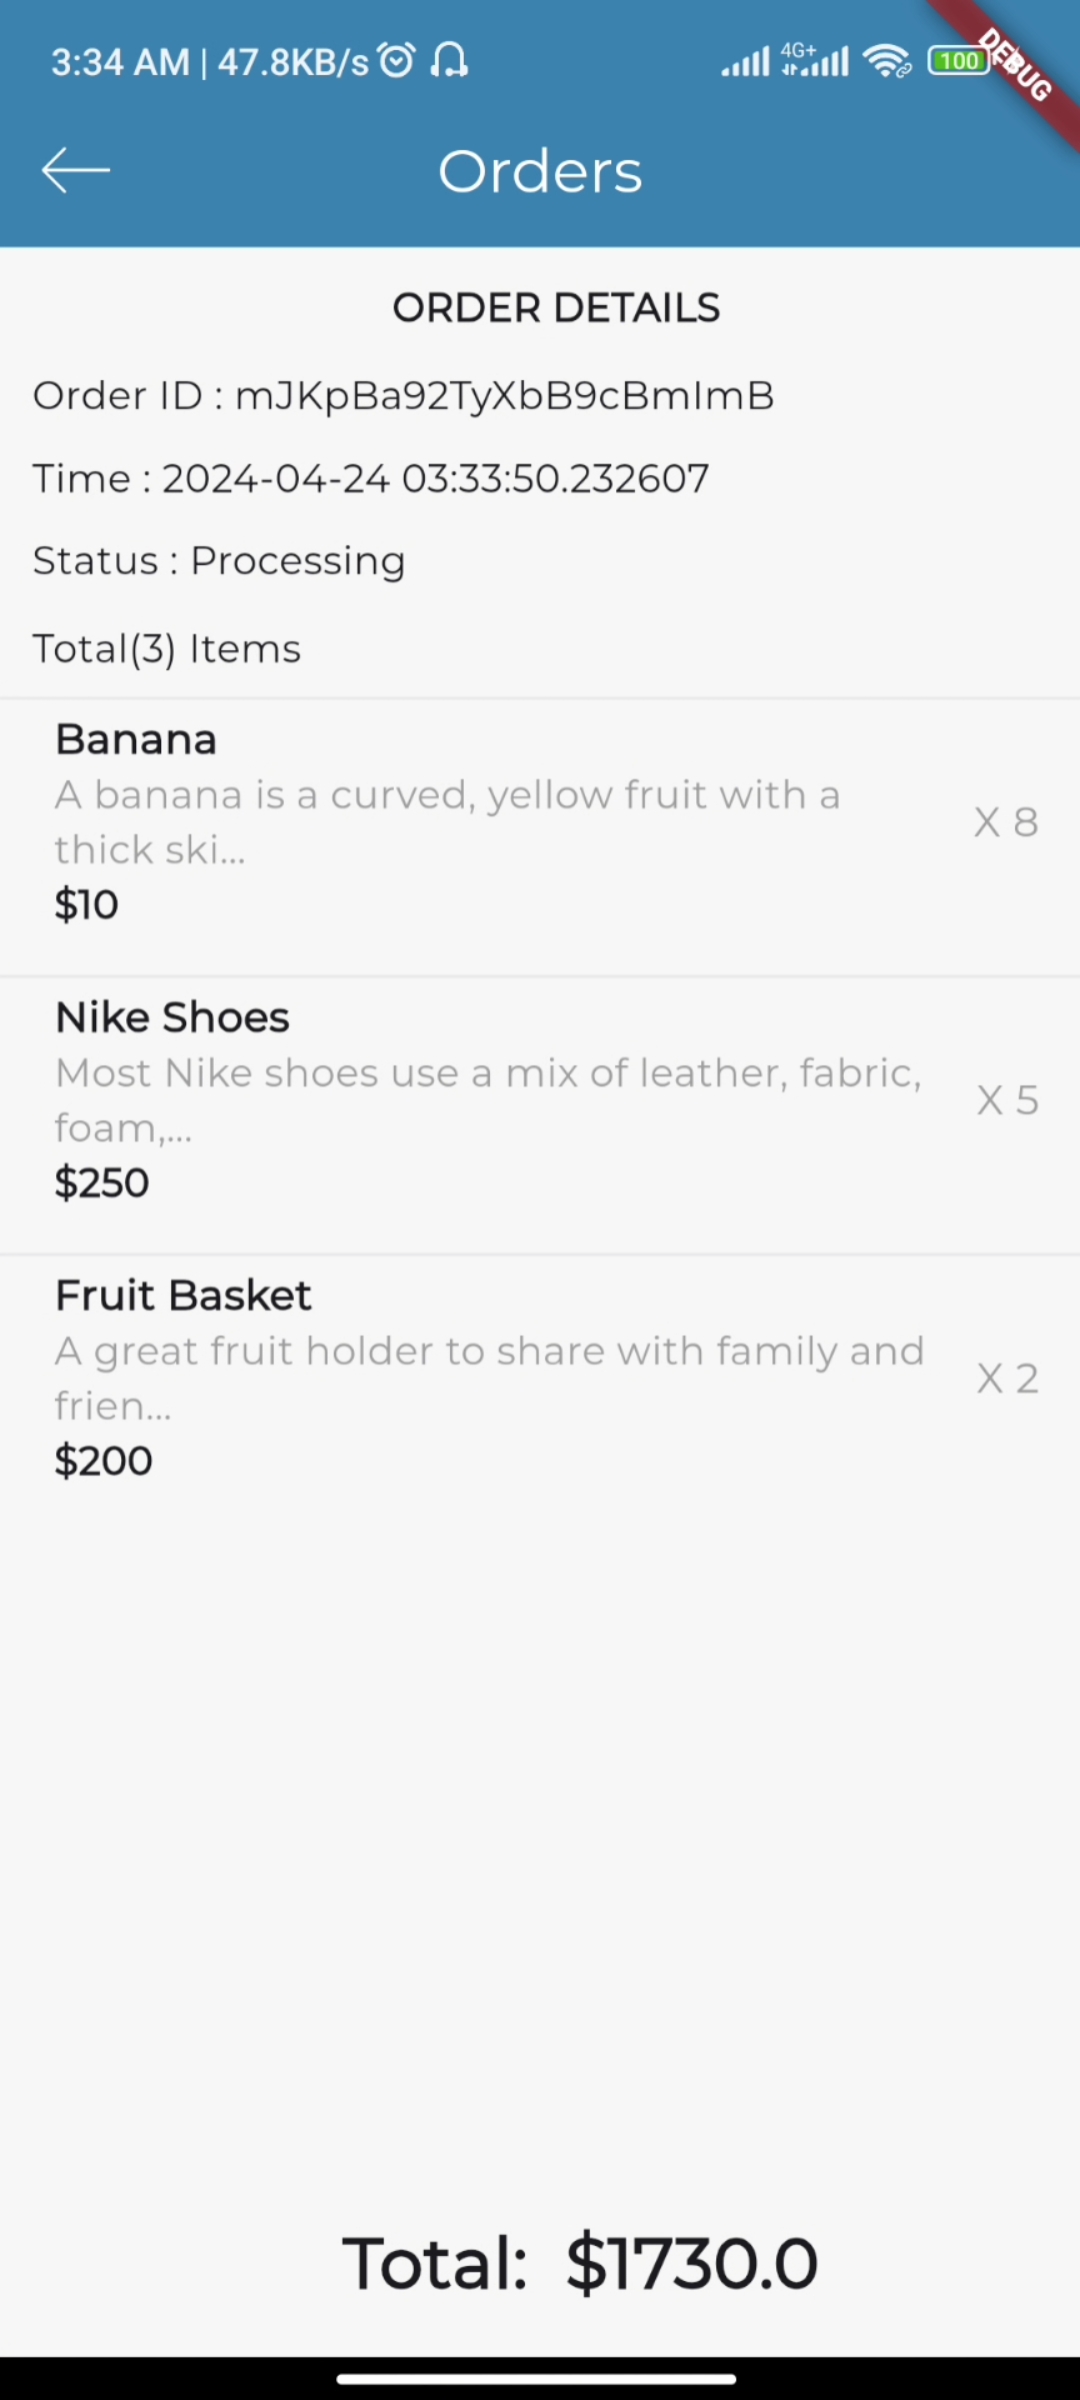 3:34 AM | 47.8KB/s 4G+ 100
DEBUG
Orders
ORDER DETAILS
Order ID : mJKpBa92TyXbB9cBmImB
Time : 2024-04-24 03:33:50.232607
Status : Processing
Total(3) Items
Banana
A banana is a curved, yellow fruit with a
thick ski...
X 8
$10
Nike Shoes
Most Nike shoes use a mix of leather, fabric,
foam,...
X 5
$250
Fruit Basket
A great fruit holder to share with family and
frien...
X 2
$200
Total: $1730.0